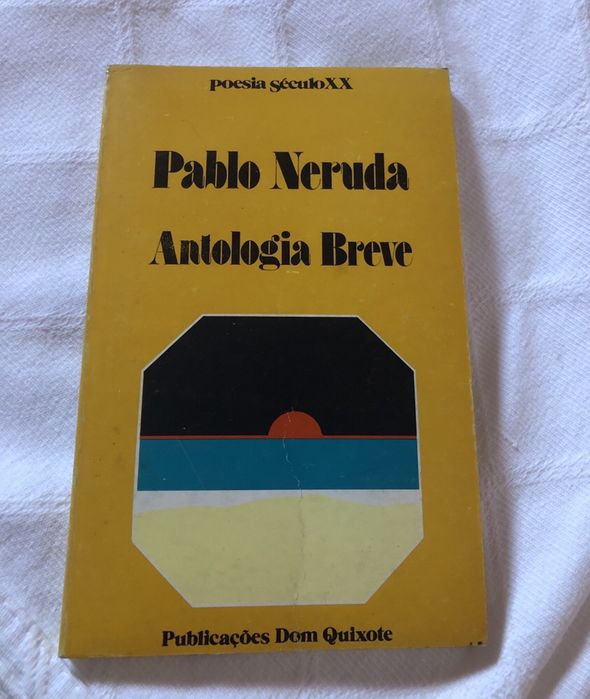 poesia séculoXX
Pablo Neruda
Antologia Breve
Publicações Dom Quixote